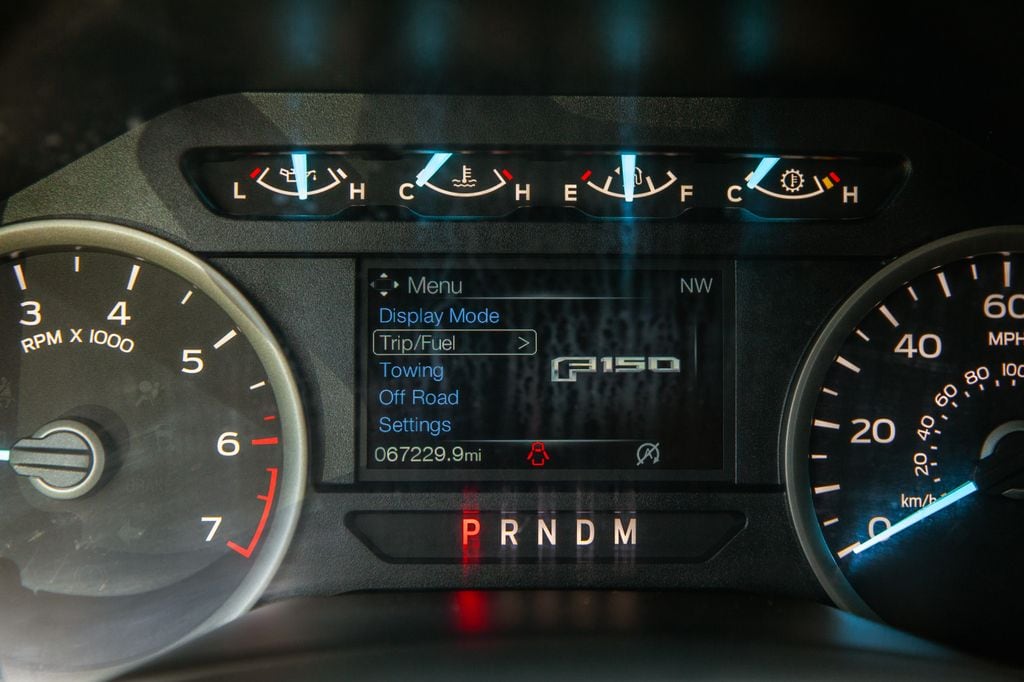 L H C H E F C H
3 4 5 6 7
RPM X 1000
Menu NW
Display Mode
Trip/Fuel >
Towing
Off Road
Settings
F150
067229.9mi
P R N D M
0 20 40 60
MPH
20 40 60 80 100
km/h